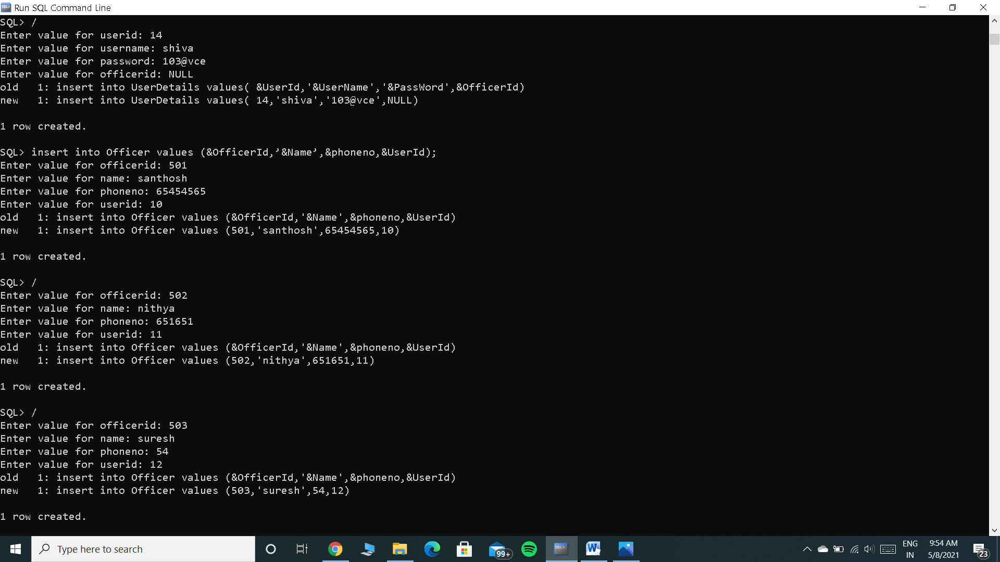 Run SQL Command Line
SQL> /
Enter value for userid: 14
Enter value for username: shiva
Enter value for password: 103@vce
Enter value for officerid: NULL
old   1: insert into UserDetails values( &UserId,'&UserName','&PassWord',&OfficerId)
new   1: insert into UserDetails values( 14,'shiva','103@vce',NULL)
1 row created.
SQL> insert into Officer values (&OfficerId,’&Name’,&phoneno,&UserId);
Enter value for officerid: 501
Enter value for name: santhosh
Enter value for phoneno: 65454565
Enter value for userid: 10
old   1: insert into Officer values (&OfficerId,'&Name',&phoneno,&UserId)
new   1: insert into Officer values (501,'santhosh',65454565,10)
1 row created.
SQL> /
Enter value for officerid: 502
Enter value for name: nithya
Enter value for phoneno: 651651
Enter value for userid: 11
old   1: insert into Officer values (&OfficerId,'&Name',&phoneno,&UserId)
new   1: insert into Officer values (502,'nithya',651651,11)
1 row created.
SQL> /
Enter value for officerid: 503
Enter value for name: suresh
Enter value for phoneno: 54
Enter value for userid: 12
old   1: insert into Officer values (&OfficerId,'&Name',&phoneno,&UserId)
new   1: insert into Officer values (503,'suresh',54,12)
1 row created.
Type here to search
99+
ENG
IN
9:54 AM
5/8/2021
23